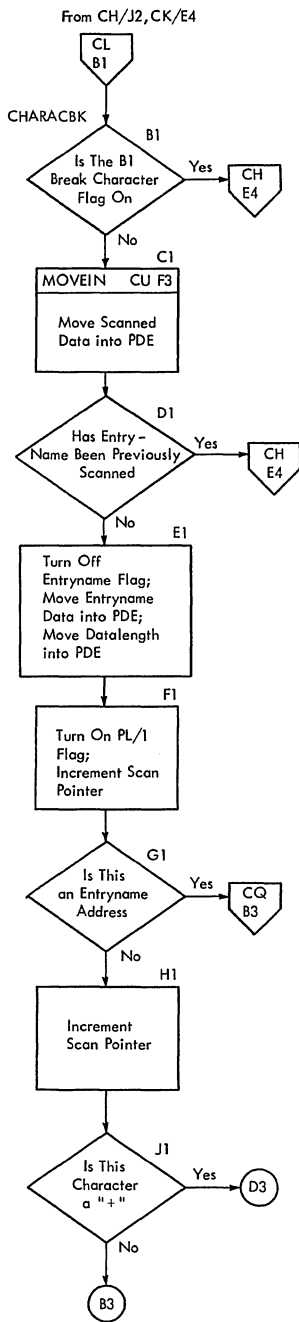 From CH/J2, CK/E4
CL
B1
CHARACBK
B1
Is The B1
Break Character
Flag On
Yes
CH
E4
No
C1
MOVEIN CU F3
Move Scanned
Data into PDE
D1
Has Entry-
Name Been Previously
Scanned
Yes
CH
E4
No
E1
Turn Off
Entryname Flag;
Move Entryname
Data into PDE;
Move Datalength
into PDE
F1
Turn On PL/1
Flag;
Increment Scan
Pointer
G1
Is This
an Entryname
Address
Yes
CQ
B3
No
H1
Increment
Scan Pointer
J1
Is This
Character
a "+"
Yes
D3
No
B3